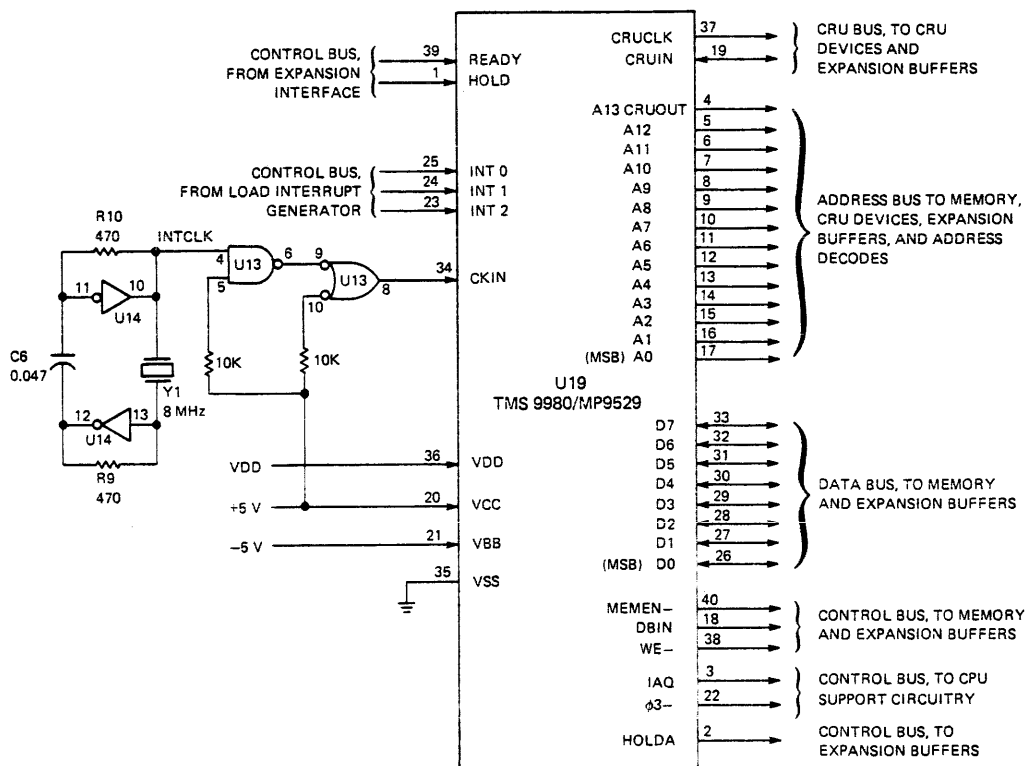 CONTROL BUS,
FROM EXPANSION
INTERFACE
39 READY
1 HOLD
CONTROL BUS,
FROM LOAD INTERRUPT
GENERATOR
25 INT 0
24 INT 1
23 INT 2
R10
470
INTCLK
4
5
U13
6
9
10
U13
8
34 CKIN
11
10
U14
C6
0.047
10K
10K
Y1
8 MHz
12
13
U14
R9
470
VDD 36 VDD
+5 V 20 VCC
−5 V 21 VBB
35 VSS
U19
TMS 9980/MP9529
CRUCLK 37
CRUIN 19
CRU BUS, TO CRU
DEVICES AND
EXPANSION BUFFERS
A13 CRUOUT 4
A12 5
A11 6
A10 7
A9 8
A8 9
A7 10
A6 11
A5 12
A4 13
A3 14
A2 15
A1 16
(MSB) A0 17
ADDRESS BUS TO MEMORY,
CRU DEVICES, EXPANSION
BUFFERS, AND ADDRESS
DECODES
D7 33
D6 32
D5 31
D4 30
D3 29
D2 28
D1 27
(MSB) D0 26
DATA BUS, TO MEMORY
AND EXPANSION BUFFERS
MEMEN− 40
DBIN 18
WE− 38
CONTROL BUS, TO MEMORY
AND EXPANSION BUFFERS
IAQ 3
ϕ3− 22
CONTROL BUS, TO CPU
SUPPORT CIRCUITRY
HOLDA 2
CONTROL BUS, TO
EXPANSION BUFFERS